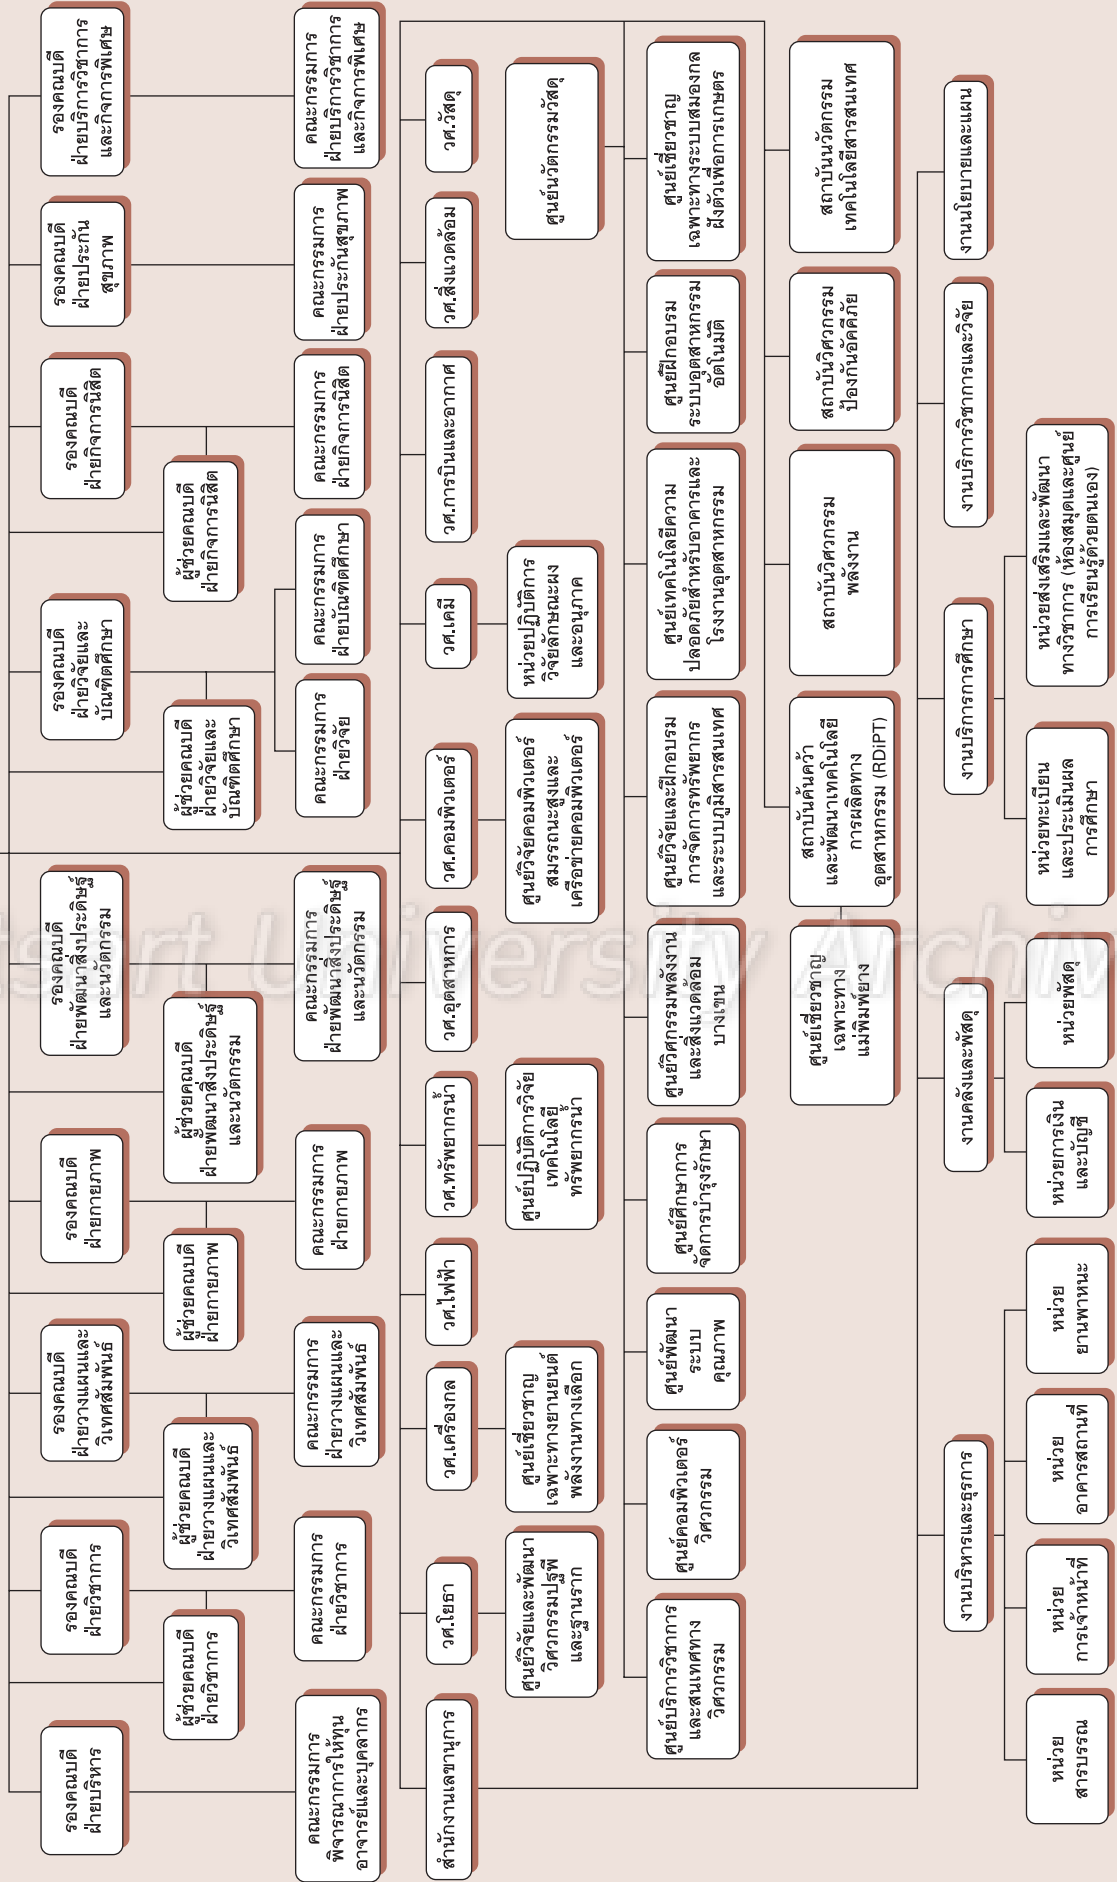 รองคณบดี
ฝ่ายบริหาร
รองคณบดี
ฝ่ายวิชาการ
รองคณบดี
ฝ่ายวางแผนและ
วิเทศสัมพันธ์
รองคณบดี
ฝ่ายกายภาพ
รองคณบดี
ฝ่ายพัฒนาสิ่งประดิษฐ์
และนวัตกรรม
รองคณบดี
ฝ่ายวิจัยและ
บัณฑิตศึกษา
รองคณบดี
ฝ่ายกิจการนิสิต
รองคณบดี
ฝ่ายประกัน
สุขภาพ
รองคณบดี
ฝ่ายบริการวิชาการ
และกิจการพิเศษ
ผู้ช่วยคณบดี
ฝ่ายวิชาการ
ผู้ช่วยคณบดี
ฝ่ายวางแผนและ
วิเทศสัมพันธ์
ผู้ช่วยคณบดี
ฝ่ายกายภาพ
ผู้ช่วยคณบดี
ฝ่ายพัฒนาสิ่งประดิษฐ์
และนวัตกรรม
ผู้ช่วยคณบดี
ฝ่ายวิจัยและ
บัณฑิตศึกษา
ผู้ช่วยคณบดี
ฝ่ายกิจการนิสิต
คณะกรรมการ
พิจารณาการให้ทุน
อาจารย์และบุคลากร
คณะกรรมการ
ฝ่ายวิชาการ
คณะกรรมการ
ฝ่ายวางแผนและ
วิเทศสัมพันธ์
คณะกรรมการ
ฝ่ายกายภาพ
คณะกรรมการ
ฝ่ายพัฒนาสิ่งประดิษฐ์
และนวัตกรรม
คณะกรรมการ
ฝ่ายวิจัย
คณะกรรมการ
ฝ่ายบัณฑิตศึกษา
คณะกรรมการ
ฝ่ายกิจการนิสิต
คณะกรรมการ
ฝ่ายประกันสุขภาพ
คณะกรรมการ
ฝ่ายบริการวิชาการ
และกิจการพิเศษ
สำนักงานเลขานุการ
วศ.โยธา
วศ.เครื่องกล
วศ.ไฟฟ้า
วศ.ทรัพยากรน้ำ
วศ.อุตสาหการ
วศ.คอมพิวเตอร์
วศ.เคมี
วศ.การบินและอากาศ
วศ.สิ่งแวดล้อม
วศ.วัสดุ
ศูนย์วิจัยและพัฒนา
วิศวกรรมปฐพี
และฐานราก
ศูนย์เชี่ยวชาญ
เฉพาะทางยานยนต์
พลังงานทางเลือก
ศูนย์ปฏิบัติการวิจัย
เทคโนโลยี
ทรัพยากรน้ำ
ศูนย์วิจัยคอมพิวเตอร์
สมรรถนะสูงและ
เครือข่ายคอมพิวเตอร์
หน่วยปฏิบัติการ
วิจัยลักษณะผง
และอนุภาค
ศูนย์นวัตกรรมวัสดุ
ศูนย์บริการวิชาการ
และสนเทศทาง
วิศวกรรม
ศูนย์คอมพิวเตอร์
วิศวกรรม
ศูนย์พัฒนา
ระบบ
คุณภาพ
ศูนย์ศึกษาการ
จัดการบำรุงรักษา
ศูนย์วิศวกรรมพลังงาน
และสิ่งแวดล้อม
บางเขน
ศูนย์วิจัยและฝึกอบรม
การจัดการทรัพยากร
และระบบภูมิสารสนเทศ
ศูนย์เทคโนโลยีความ
ปลอดภัยสำหรับอาคารและ
โรงงานอุตสาหกรรม
ศูนย์ฝึกอบรม
ระบบอุตสาหกรรม
อัตโนมัติ
ศูนย์เชี่ยวชาญ
เฉพาะทางระบบสมองกล
ฝังตัวเพื่อการเกษตร
ศูนย์เชี่ยวชาญ
เฉพาะทาง
แม่พิมพ์ยาง
สถาบันค้นคว้า
และพัฒนาเทคโนโลยี
การผลิตทาง
อุตสาหกรรม (RDiPT)
สถาบันวิศวกรรม
พลังงาน
สถาบันวิศวกรรม
ป้องกันอัคคีภัย
สถาบันนวัตกรรม
เทคโนโลยีสารสนเทศ
งานบริหารและธุรการ
งานคลังและพัสดุ
งานบริการการศึกษา
งานบริการวิชาการและวิจัย
งานนโยบายและแผน
หน่วย
สารบรรณ
หน่วย
การเจ้าหน้าที่
หน่วย
อาคารสถานที่
หน่วย
ยานพาหนะ
หน่วยการเงิน
และบัญชี
หน่วยพัสดุ
หน่วยทะเบียน
และประเมินผล
การศึกษา
หน่วยส่งเสริมและพัฒนา
ทางวิชาการ (ห้องสมุดและศูนย์
การเรียนรู้ด้วยตนเอง)
tsart University Archiv